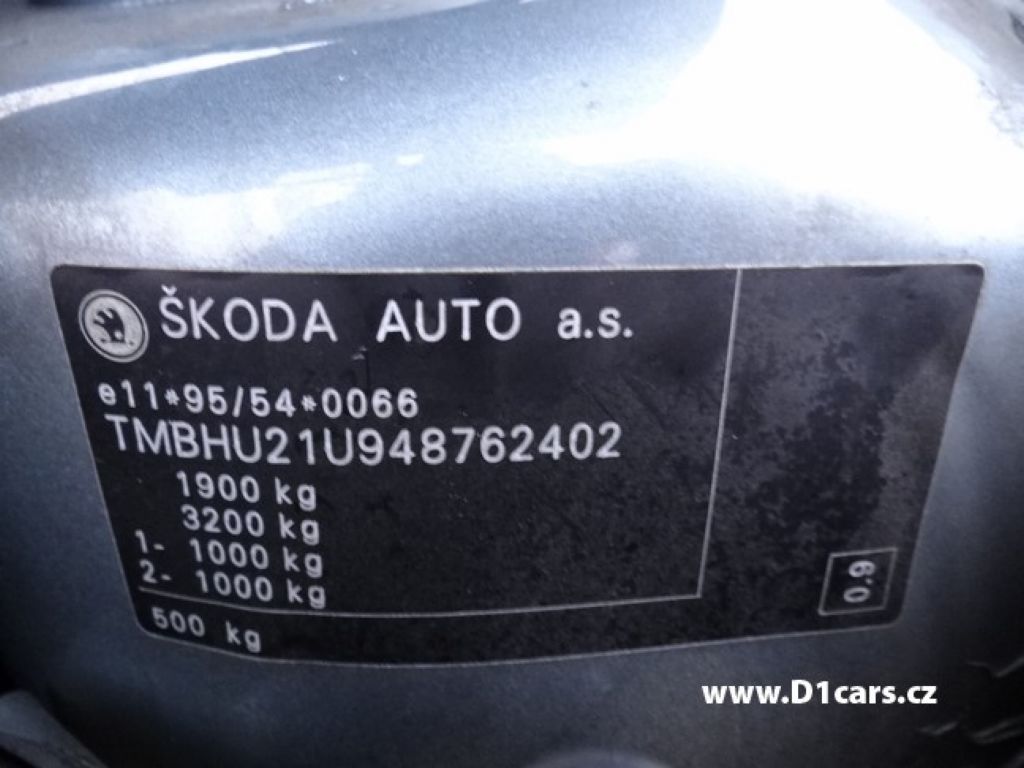 ŠKODA AUTO a.s.
e11*95/54*0066
TMBHU21U948762402
1900 kg
3200 kg
1- 1000 kg
2- 1000 kg
500 kg
0.9
www.D1cars.cz